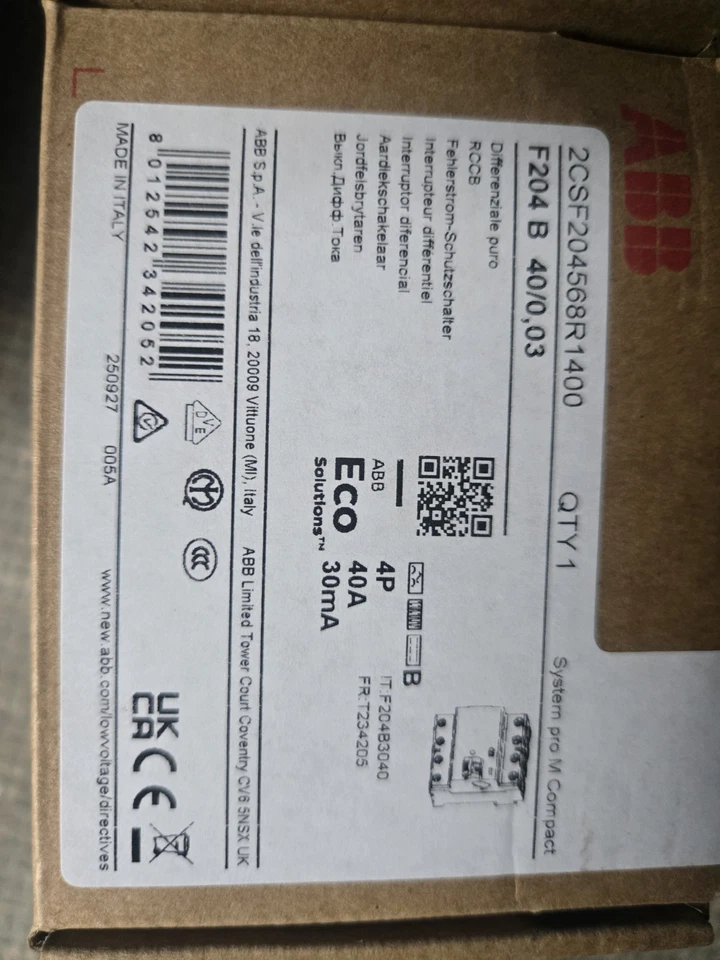 ABB
2CSF204568R1400 QTY 1 System pro M Compact
F204 B 40/0,03
Differenziale puro
RCCB
Fehlerstrom-Schutzschalter
Interrupteur différentiel
Interruptor diferencial
Aardlekschakelaar
Jordfelsbrytaren
Выкл.Дифф.Тока
ABB
Eco
Solutions™
B
4P
40A
30mA
IT:F204B3040
FR:T234205
ABB S.p.A. - V.le dell'industria 18, 20009 Vittuone (MI), Italy ABB Limited Tower Court Coventry CV6 5NSX UK
8 012542 342052
DVE
CCC
UK
CA
CE
MADE IN ITALY 250927 005A www.new.abb.com/lowvoltage/directives